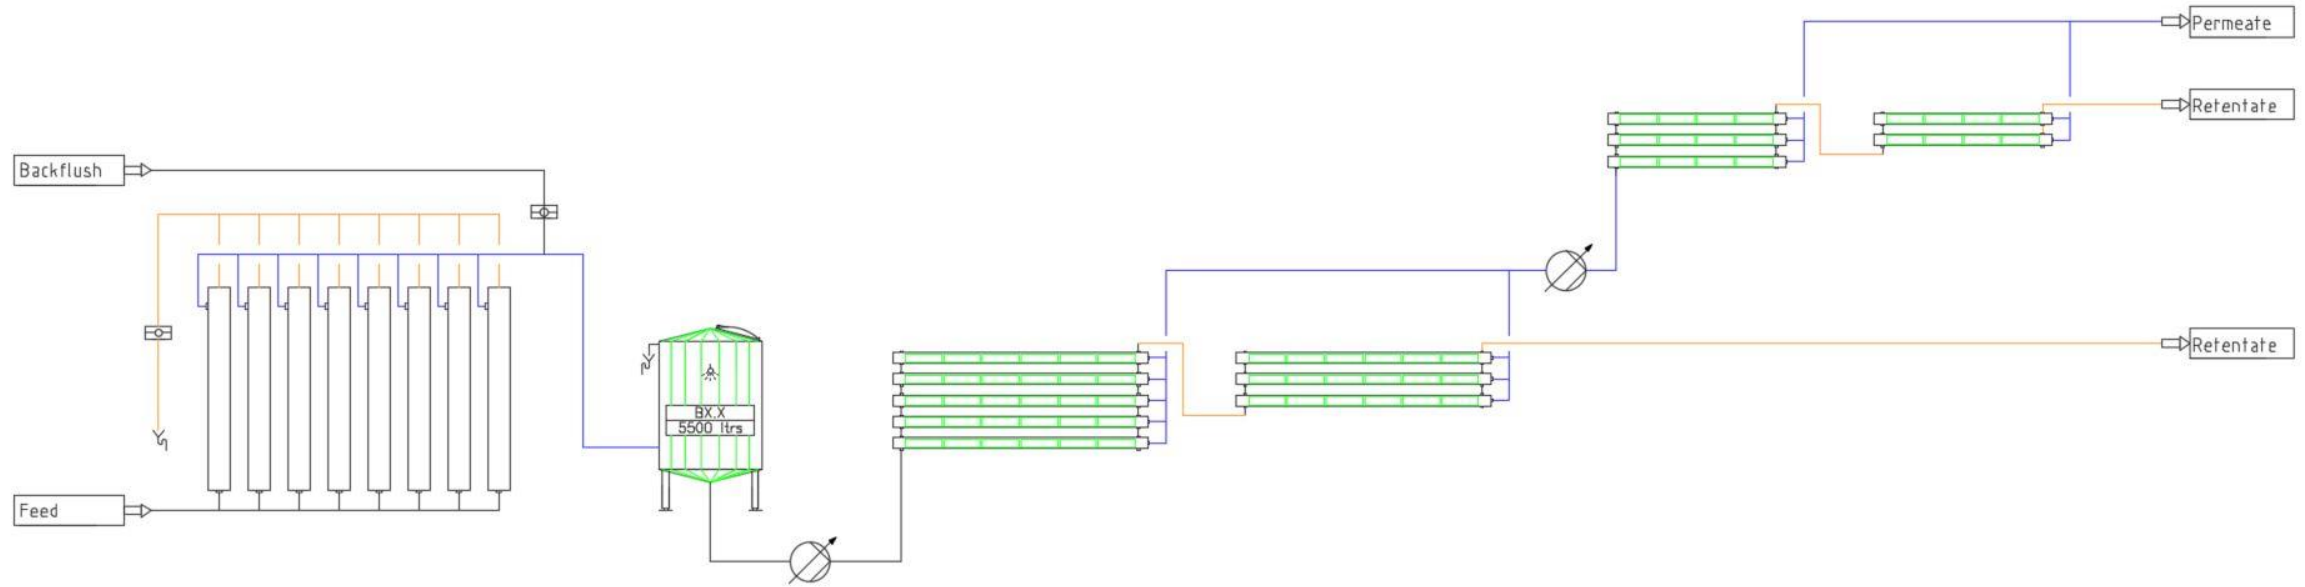 Permeate
Retentate
Backflush
Retentate
BX.X
5500 ltrs
Feed